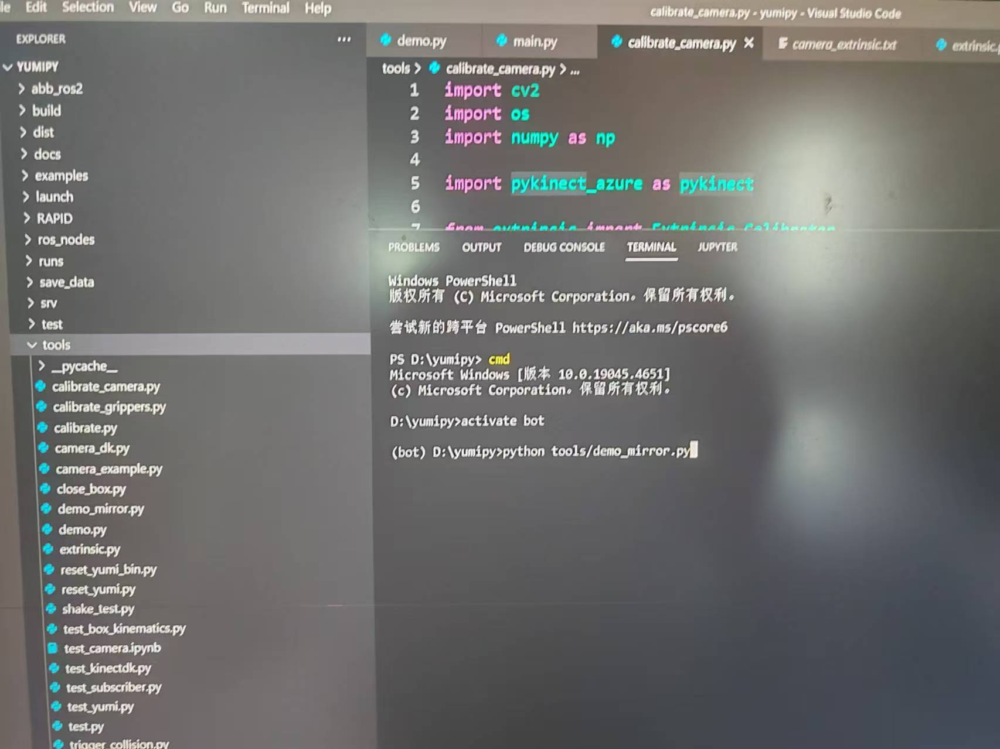 Edit Selection View Go Run Terminal Help
calibrate_camera.py - yumipy - Visual Studio Code
EXPLORER ...
YUMIPY
abb_ros2
build
dist
docs
examples
launch
RAPID
ros_nodes
runs
save_data
srv
test
tools
__pycache__
calibrate_camera.py
calibrate_grippers.py
calibrate.py
camera_dk.py
camera_example.py
close_box.py
demo_mirror.py
demo.py
extrinsic.py
reset_yumi_bin.py
reset_yumi.py
shake_test.py
test_box_kinematics.py
test_camera.ipynb
test_kinectdk.py
test_subscriber.py
test_yumi.py
test.py
trigger_collision.py
demo.py main.py calibrate_camera.py camera_extrinsic.txt
tools > calibrate_camera.py > ...
1 import cv2
2 import os
3 import numpy as np
4
5 import pykinect_azure as pykinect
6
7 from extrinsic import
PROBLEMS OUTPUT DEBUG CONSOLE TERMINAL JUPYTER
Windows PowerShell
版权所有 (C) Microsoft Corporation。保留所有权利。
尝试新的跨平台 PowerShell https://aka.ms/pscore6
PS D:\yumipy> cmd
Microsoft Windows [版本 10.0.19045.4651]
(c) Microsoft Corporation。保留所有权利。
D:\yumipy>activate bot
(bot) D:\yumipy>python tools/demo_mirror.py